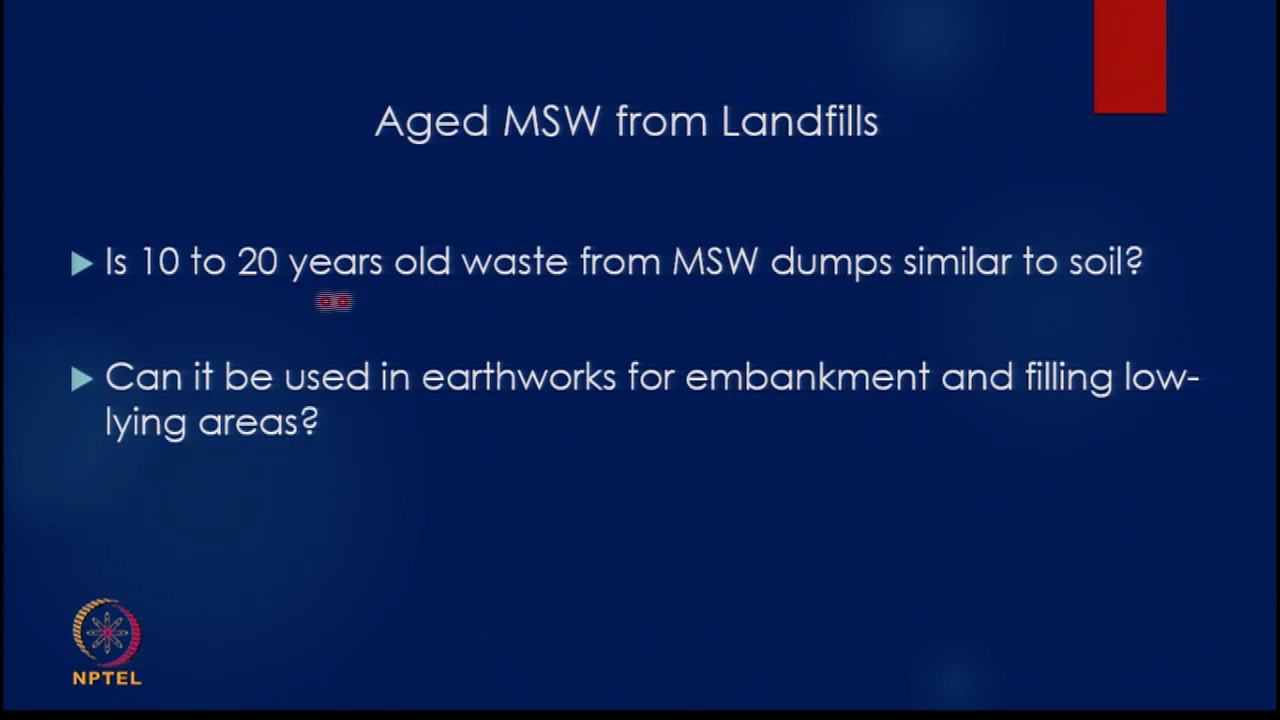 Aged MSW from Landfills
Is 10 to 20 years old waste from MSW dumps similar to soil?
Can it be used in earthworks for embankment and filling low-
lying areas?
NPTEL